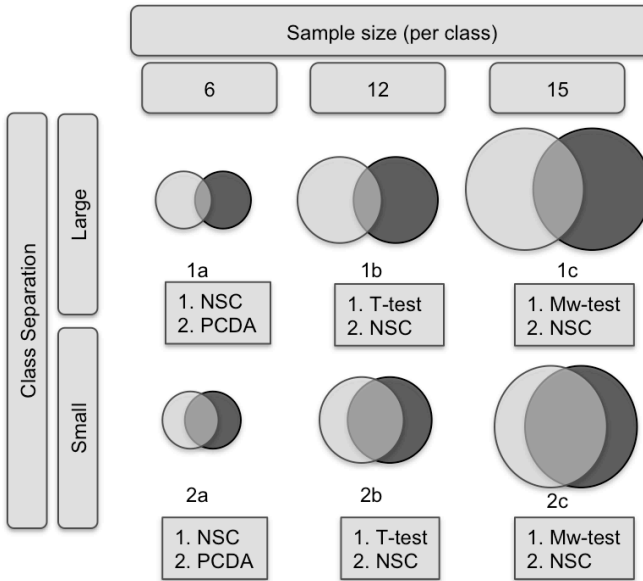 Sample size (per class)
6
12
15
Class Separation
Large
1a
1b
1c
1. NSC
2. PCDA
1. T-test
2. NSC
1. Mw-test
2. NSC
Small
2a
2b
2c
1. NSC
2. PCDA
1. T-test
2. NSC
1. Mw-test
2. NSC